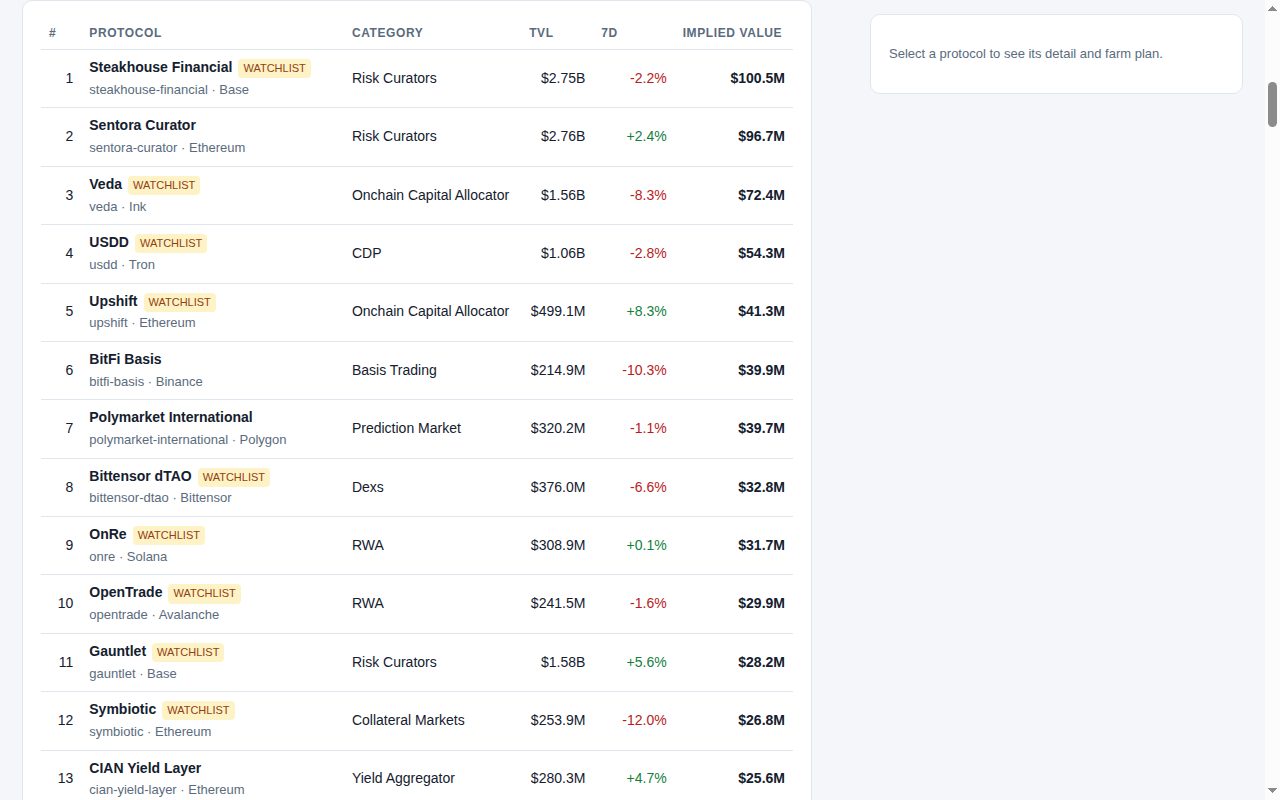 # PROTOCOL CATEGORY TVL 7D IMPLIED VALUE
Select a protocol to see its detail and farm plan.
1 Steakhouse Financial WATCHLIST Risk Curators $2.75B -2.2% $100.5M
steakhouse-financial · Base
2 Sentora Curator Risk Curators $2.76B +2.4% $96.7M
sentora-curator · Ethereum
3 Veda WATCHLIST Onchain Capital Allocator $1.56B -8.3% $72.4M
veda · Ink
4 USDD WATCHLIST CDP $1.06B -2.8% $54.3M
usdd · Tron
5 Upshift WATCHLIST Onchain Capital Allocator $499.1M +8.3% $41.3M
upshift · Ethereum
6 BitFi Basis Basis Trading $214.9M -10.3% $39.9M
bitfi-basis · Binance
7 Polymarket International Prediction Market $320.2M -1.1% $39.7M
polymarket-international · Polygon
8 Bittensor dTAO WATCHLIST Dexs $376.0M -6.6% $32.8M
bittensor-dtao · Bittensor
9 OnRe WATCHLIST RWA $308.9M +0.1% $31.7M
onre · Solana
10 OpenTrade WATCHLIST RWA $241.5M -1.6% $29.9M
opentrade · Avalanche
11 Gauntlet WATCHLIST Risk Curators $1.58B +5.6% $28.2M
gauntlet · Base
12 Symbiotic WATCHLIST Collateral Markets $253.9M -12.0% $26.8M
symbiotic · Ethereum
13 CIAN Yield Layer Yield Aggregator $280.3M +4.7% $25.6M
cian-yield-layer · Ethereum